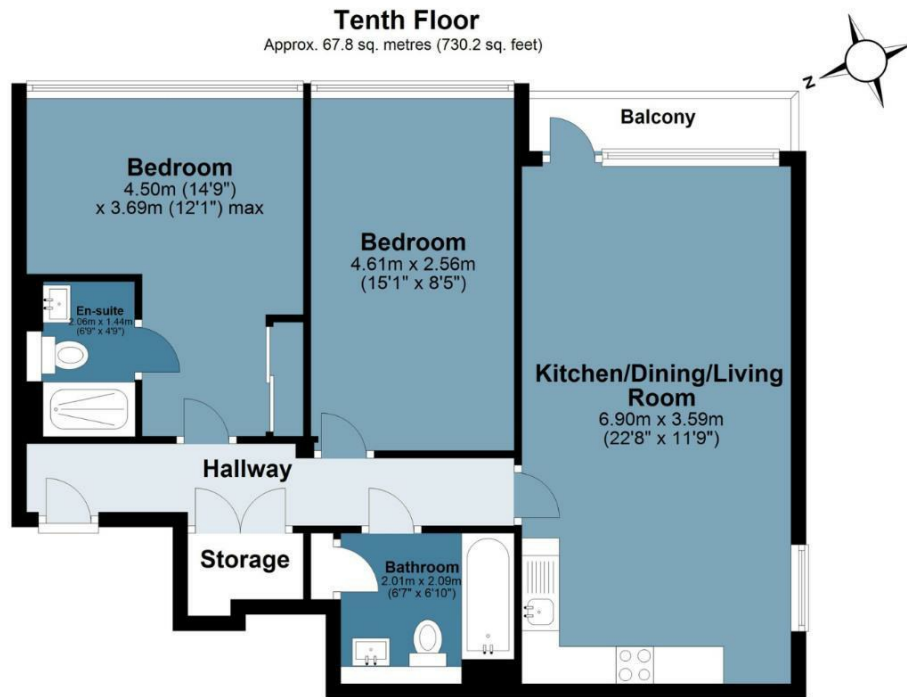 Tenth Floor
Approx. 67.8 sq. metres (730.2 sq. feet)
N
Balcony
Bedroom
4.50m (14'9")
x 3.69m (12'1") max
Bedroom
4.61m x 2.56m
(15'1" x 8'5")
En-suite
2.06m x 1.44m
(6'9" x 4'9")
Kitchen/Dining/Living
Room
6.90m x 3.59m
(22'8" x 11'9")
Hallway
Storage
Bathroom
2.01m x 2.09m
(6'7" x 6'10")